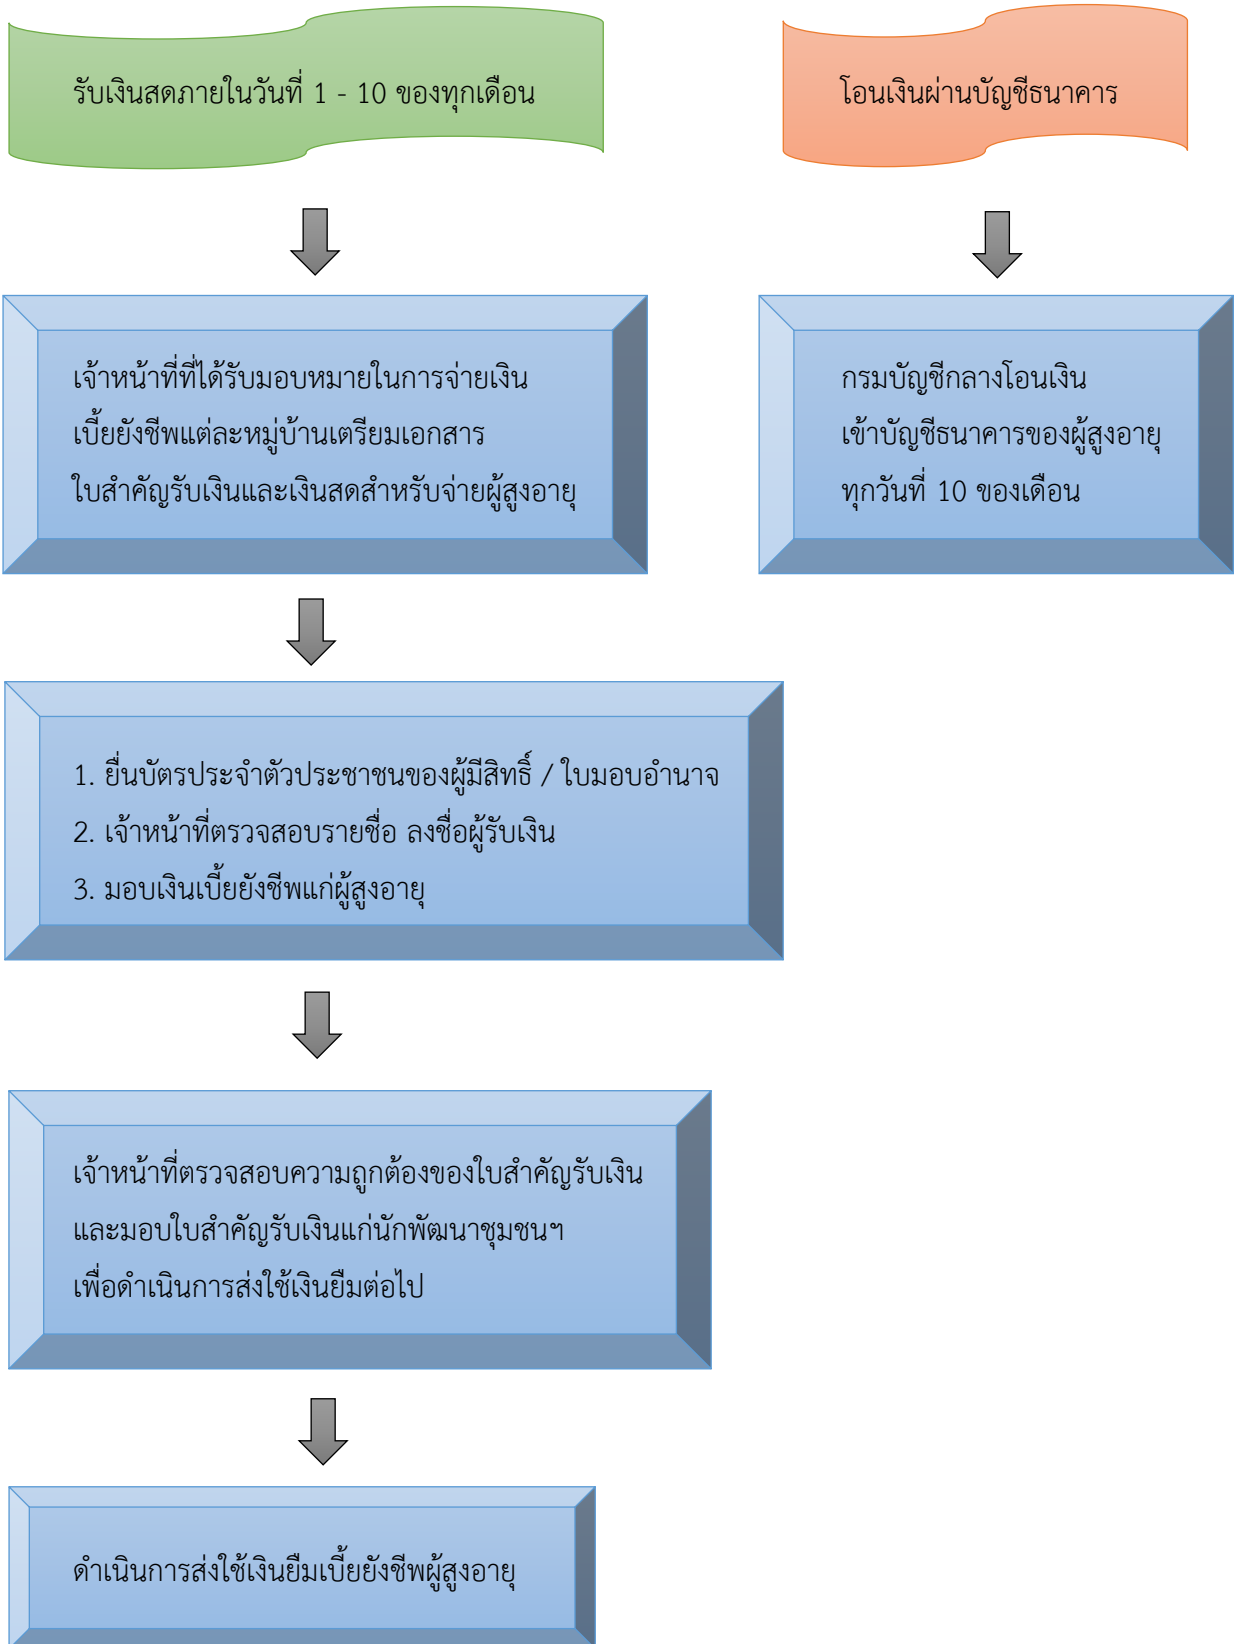 รับเงินสดภายในวันที่ 1 - 10 ของทุกเดือน
โอนเงินผ่านบัญชีธนาคาร
เจ้าหน้าที่ที่ได้รับมอบหมายในการจ่ายเงิน
เบี้ยยังชีพแต่ละหมู่บ้านเตรียมเอกสาร
ใบสำคัญรับเงินและเงินสดสำหรับจ่ายผู้สูงอายุ
กรมบัญชีกลางโอนเงิน
เข้าบัญชีธนาคารของผู้สูงอายุ
ทุกวันที่ 10 ของเดือน
1. ยื่นบัตรประจำตัวประชาชนของผู้มีสิทธิ์ / ใบมอบอำนาจ
2. เจ้าหน้าที่ตรวจสอบรายชื่อ ลงชื่อผู้รับเงิน
3. มอบเงินเบี้ยยังชีพแก่ผู้สูงอายุ
เจ้าหน้าที่ตรวจสอบความถูกต้องของใบสำคัญรับเงิน
และมอบใบสำคัญรับเงินแก่นักพัฒนาชุมชนฯ
เพื่อดำเนินการส่งใช้เงินยืมต่อไป
ดำเนินการส่งใช้เงินยืมเบี้ยยังชีพผู้สูงอายุ